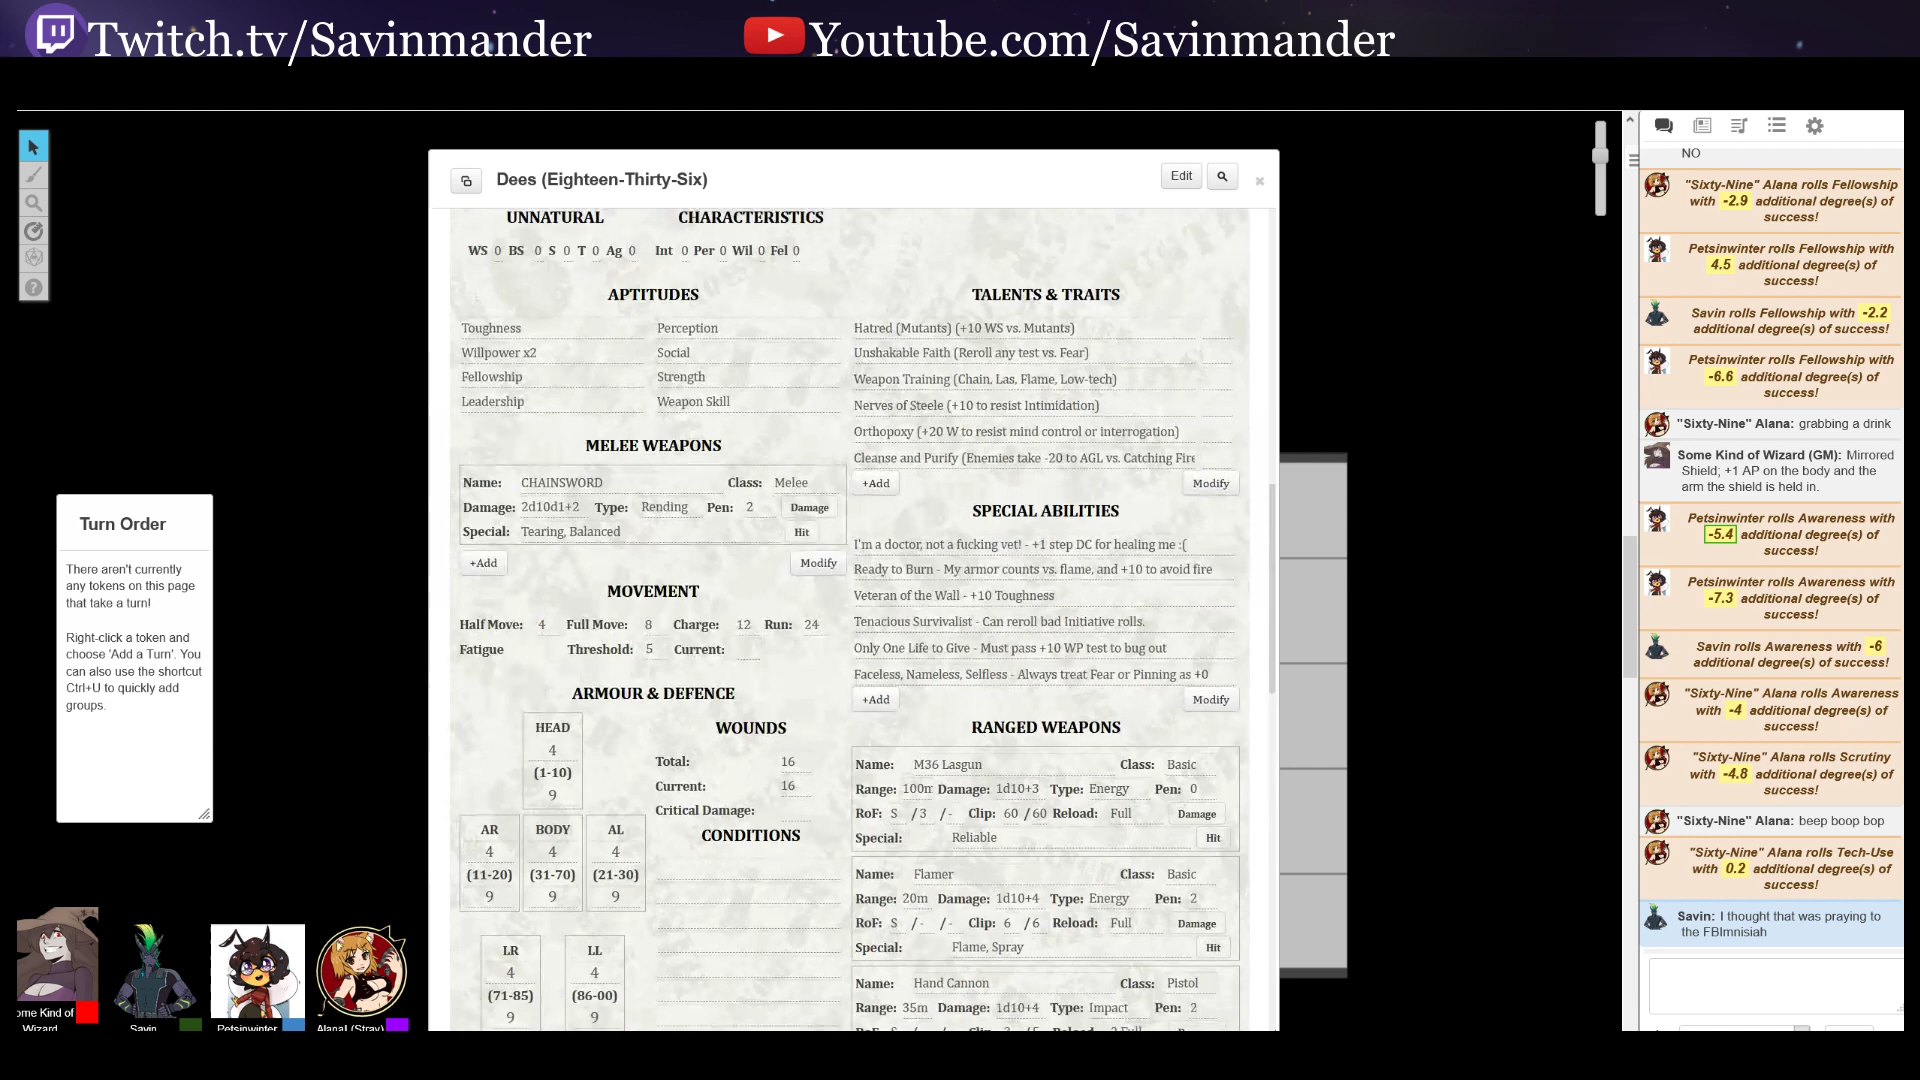 Twitch.tv/Savinmander
Youtube.com/Savinmander
Dees (Eighteen-Thirty-Six)
Edit
UNNATURAL CHARACTERISTICS
WS 0 BS 0 S 0 T 0 Ag 0 Int 0 Per 0 Wil 0 Fel 0
APTITUDES
Toughness Perception
Willpower x2 Social
Fellowship Strength
Leadership Weapon Skill
MELEE WEAPONS
Name: CHAINSWORD Class: Melee
Damage: 2d10d1+2 Type: Rending Pen: 2 Damage
Special: Tearing, Balanced Hit
+Add Modify
MOVEMENT
Half Move: 4 Full Move: 8 Charge: 12 Run: 24
Fatigue Threshold: 5 Current:
ARMOUR & DEFENCE
HEAD
4
(1-10)
9
AR BODY AL
4 4 4
(11-20) (31-70) (21-30)
9 9 9
LR LL
4 4
(71-85) (86-00)
9 9
WOUNDS
Total: 16
Current: 16
Critical Damage:
CONDITIONS
TALENTS & TRAITS
Hatred (Mutants) (+10 WS vs. Mutants)
Unshakable Faith (Reroll any test vs. Fear)
Weapon Training (Chain, Las, Flame, Low-tech)
Nerves of Steele (+10 to resist Intimidation)
Orthopoxy (+20 W to resist mind control or interrogation)
Cleanse and Purify (Enemies take -20 to AGL vs. Catching Fire
+Add Modify
SPECIAL ABILITIES
I'm a doctor, not a fucking vet! - +1 step DC for healing me :(
Ready to Burn - My armor counts vs. flame, and +10 to avoid fire
Veteran of the Wall - +10 Toughness
Tenacious Survivalist - Can reroll bad Initiative rolls.
Only One Life to Give - Must pass +10 WP test to bug out
Faceless, Nameless, Selfless - Always treat Fear or Pinning as +0
+Add Modify
RANGED WEAPONS
Name: M36 Lasgun Class: Basic
Range: 100m Damage: 1d10+3 Type: Energy Pen: 0
RoF: S /3 /- Clip: 60 /60 Reload: Full Damage
Special: Reliable Hit
Name: Flamer Class: Basic
Range: 20m Damage: 1d10+4 Type: Energy Pen: 2
RoF: S /- /- Clip: 6 /6 Reload: Full Damage
Special: Flame, Spray Hit
Name: Hand Cannon Class: Pistol
Range: 35m Damage: 1d10+4 Type: Impact Pen: 2
Turn Order
There aren't currently
any tokens on this page
that take a turn!
Right-click a token and
choose 'Add a Turn'. You
can also use the shortcut
Ctrl+U to quickly add
groups.
ome Kind of
Wizard
Savin
Petsinwinter
Alana! (Stray)
NO
"Sixty-Nine" Alana rolls Fellowship
with -2.9 additional degree(s) of
success!
Petsinwinter rolls Fellowship with
4.5 additional degree(s) of
success!
Savin rolls Fellowship with -2.2
additional degree(s) of success!
Petsinwinter rolls Fellowship with
-6.6 additional degree(s) of
success!
"Sixty-Nine" Alana: grabbing a drink
Some Kind of Wizard (GM): Mirrored
Shield; +1 AP on the body and the
arm the shield is held in.
Petsinwinter rolls Awareness with
-5.4 additional degree(s) of
success!
Petsinwinter rolls Awareness with
-7.3 additional degree(s) of
success!
Savin rolls Awareness with -6
additional degree(s) of success!
"Sixty-Nine" Alana rolls Awareness
with -4 additional degree(s) of
success!
"Sixty-Nine" Alana rolls Scrutiny
with -4.8 additional degree(s) of
success!
"Sixty-Nine" Alana: beep boop bop
"Sixty-Nine" Alana rolls Tech-Use
with 0.2 additional degree(s) of
success!
Savin: I thought that was praying to
the FBImnisiah